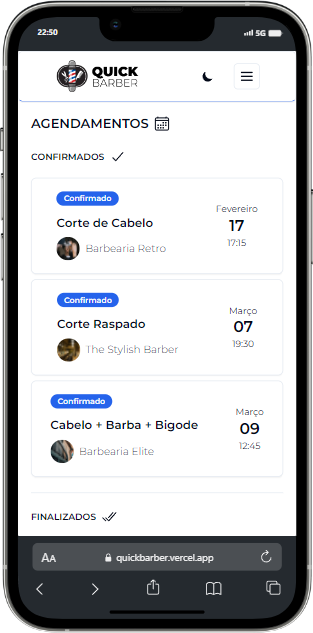 22:50
5G
QUICK
BARBER
AGENDAMENTOS
CONFIRMADOS
Confirmado
Corte de Cabelo
Barbearia Retro
Fevereiro
17
17:15
Confirmado
Corte Raspado
The Stylish Barber
Março
07
19:30
Confirmado
Cabelo + Barba + Bigode
Barbearia Elite
Março
09
12:45
FINALIZADOS
AA quickbarber.vercel.app